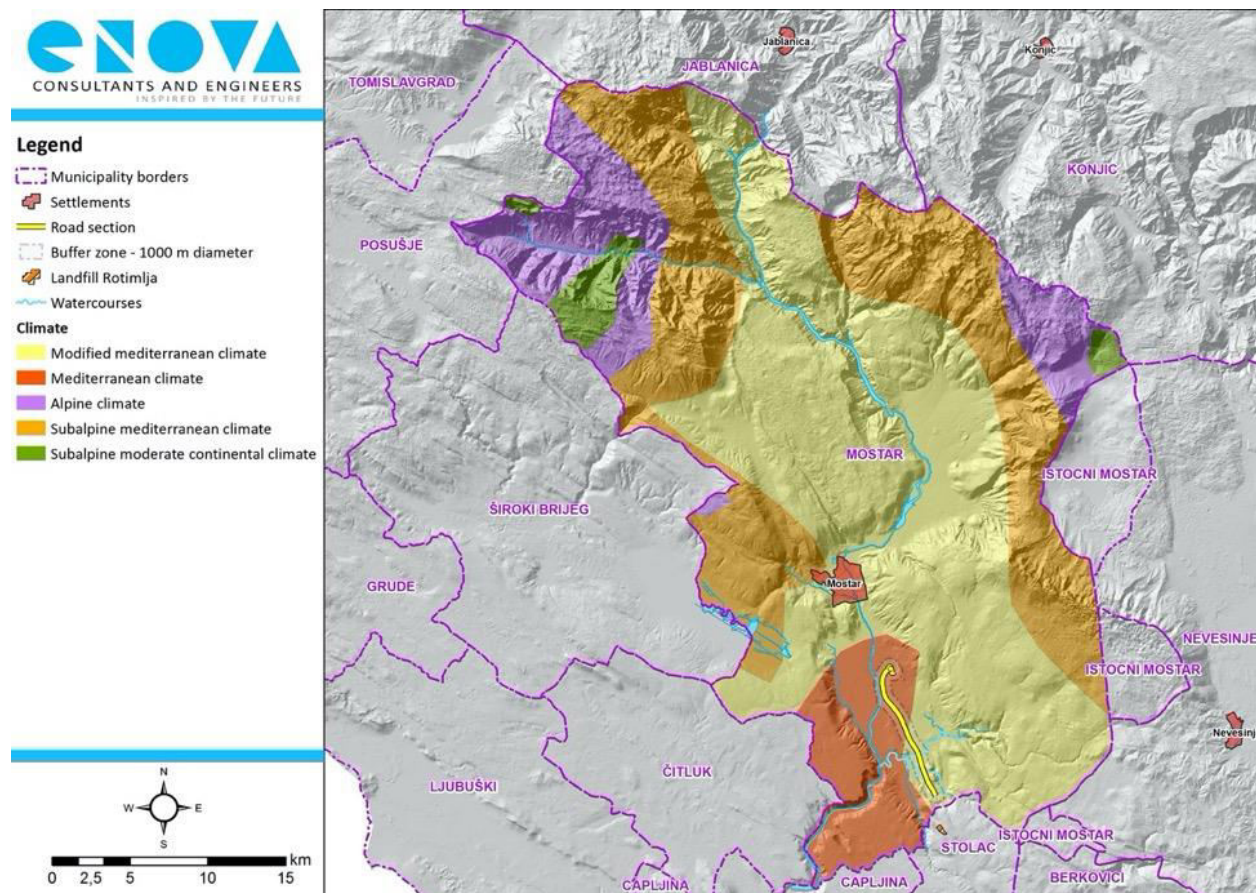 eNOVA
CONSULTANTS AND ENGINEERS
INSPIRED BY THE FUTURE
Legend
Municipality borders
Settlements
Road section
Buffer zone - 1000 m diameter
Landfill Rotimlja
Watercourses
Climate
Modified mediterranean climate
Mediterranean climate
Alpine climate
Subalpine mediterranean climate
Subalpine moderate continental climate
N
W E
S
km
0 2,5 5 10 15
Jablanica
Konjic
JABLANICA
TOMISLAVGRAD
KONJIC
POSUŠJE
MOSTAR
ISTOCNI MOSTAR
ŠIROKI BRIJEG
GRUDE
Mostar
NEVESINJE
ISTOCNI MOSTAR
Nevesinj
ČITLUK
LJUBUŠKI
ISTOCNI MOSTAR
STOLAC
BERKOVICI
CAPLJINA
CAPLJINA